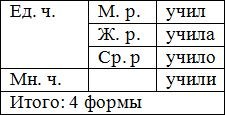 Ед. ч. М. р. учил
Ж. р. учила
Ср. р учило
Мн. ч. учили
Итого: 4 формы